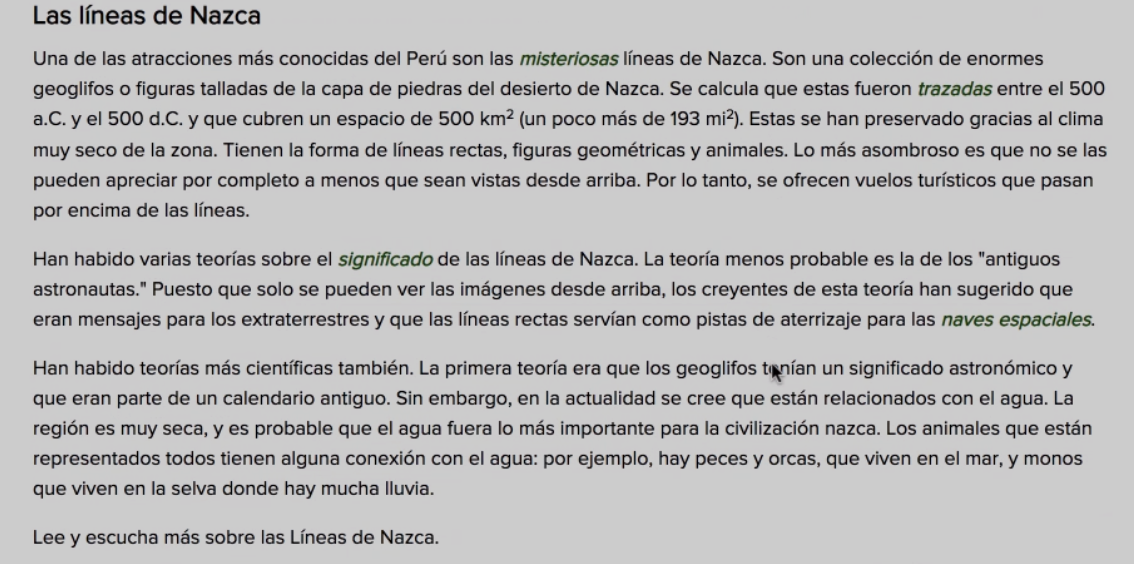 Las líneas de Nazca
Una de las atracciones más conocidas del Perú son las misteriosas líneas de Nazca. Son una colección de enormes
geoglifos o figuras talladas de la capa de piedras del desierto de Nazca. Se calcula que estas fueron trazadas entre el 500
a.C. y el 500 d.C. y que cubren un espacio de 500 km² (un poco más de 193 mi²). Estas se han preservado gracias al clima
muy seco de la zona. Tienen la forma de líneas rectas, figuras geométricas y animales. Lo más asombroso es que no se las
pueden apreciar por completo a menos que sean vistas desde arriba. Por lo tanto, se ofrecen vuelos turísticos que pasan
por encima de las líneas.
Han habido varias teorías sobre el significado de las líneas de Nazca. La teoría menos probable es la de los "antiguos
astronautas." Puesto que solo se pueden ver las imágenes desde arriba, los creyentes de esta teoría han sugerido que
eran mensajes para los extraterrestres y que las líneas rectas servían como pistas de aterrizaje para las naves espaciales.
Han habido teorías más científicas también. La primera teoría era que los geoglifos tenían un significado astronómico y
que eran parte de un calendario antiguo. Sin embargo, en la actualidad se cree que están relacionados con el agua. La
región es muy seca, y es probable que el agua fuera lo más importante para la civilización nazca. Los animales que están
representados todos tienen alguna conexión con el agua: por ejemplo, hay peces y orcas, que viven en el mar, y monos
que viven en la selva donde hay mucha lluvia.
Lee y escucha más sobre las Líneas de Nazca.